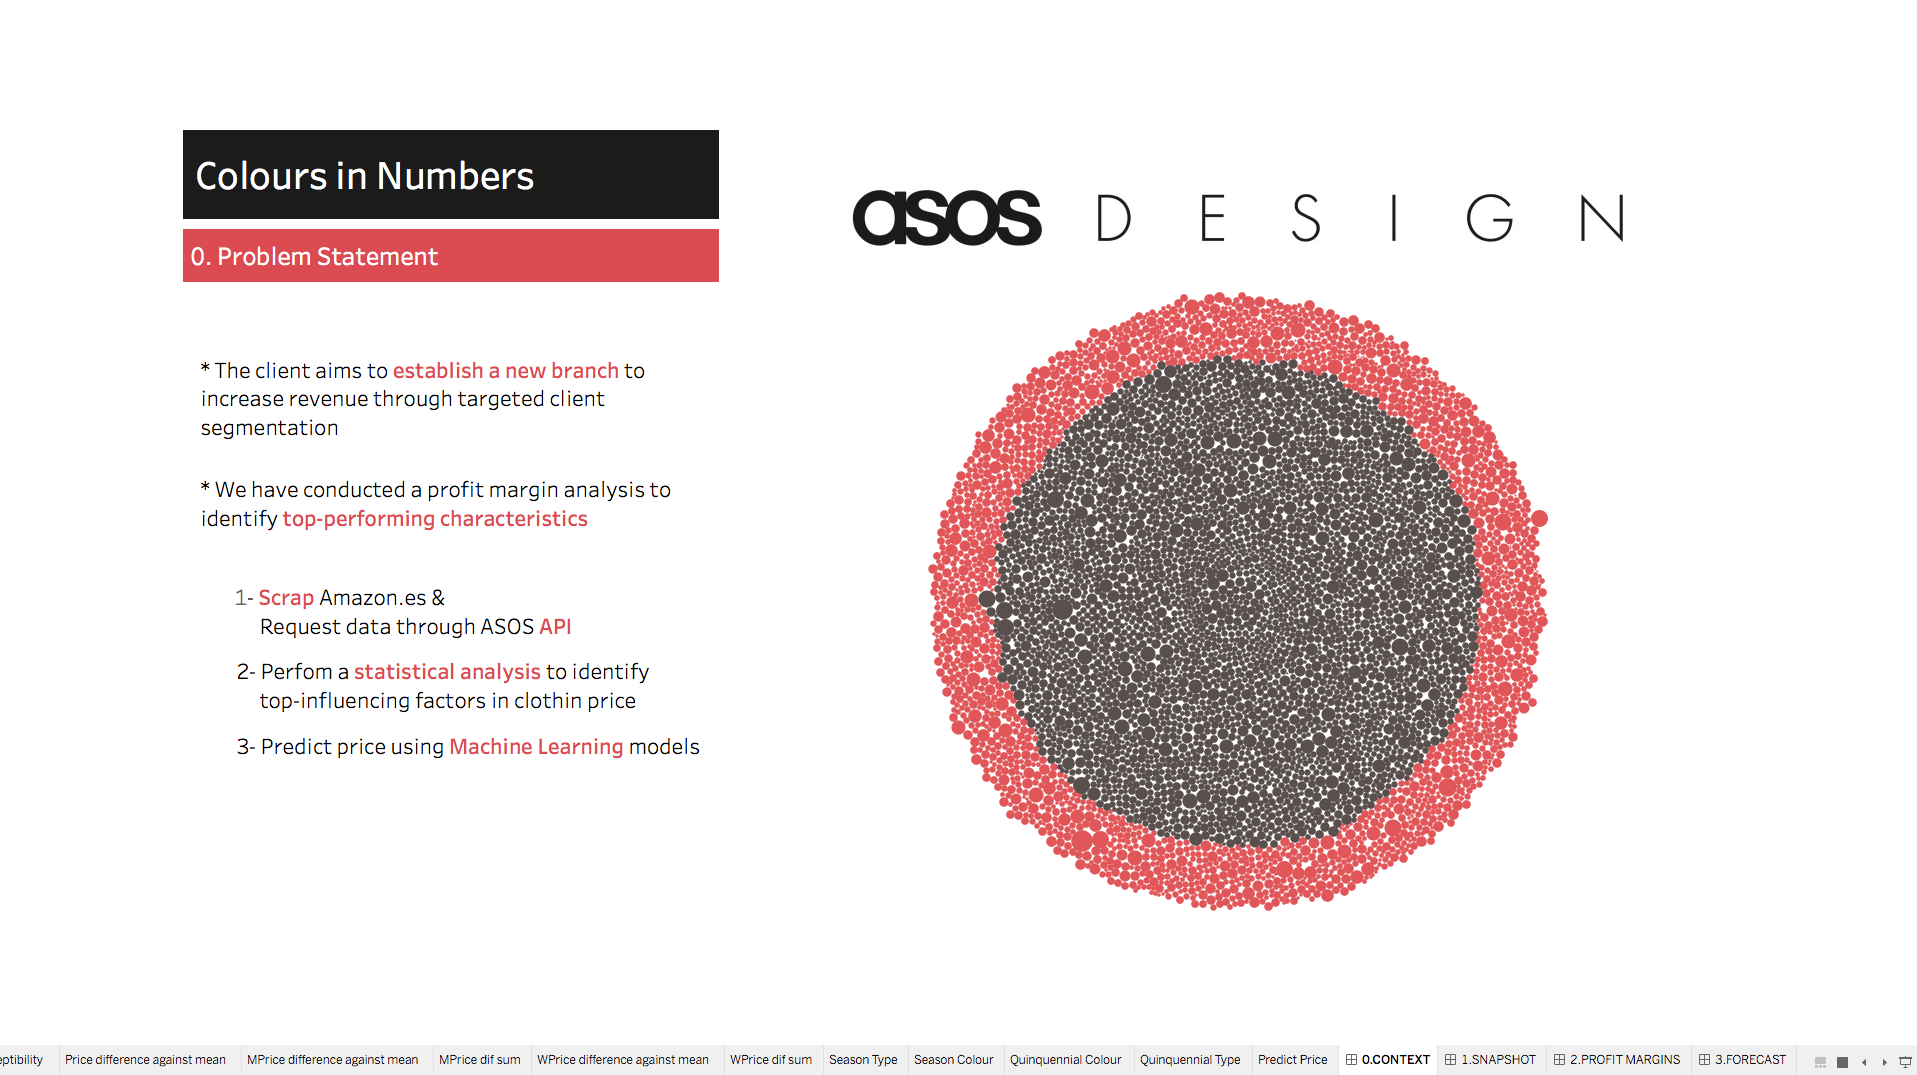 Colours in Numbers
0. Problem Statement
* The client aims to establish a new branch to
increase revenue through targeted client
segmentation
* We have conducted a profit margin analysis to
identify top-performing characteristics
1- Scrap Amazon.es &
Request data through ASOS API
2- Perfom a statistical analysis to identify
top-influencing factors in clothin price
3- Predict price using Machine Learning models
asos DESIGN
eptibility Price difference against mean MPrice difference against mean MPrice dif sum WPrice difference against mean WPrice dif sum Season Type Season Colour Quinquennial Colour Quinquennial Type Predict Price 0.CONTEXT 1.SNAPSHOT 2.PROFIT MARGINS 3.FORECAST